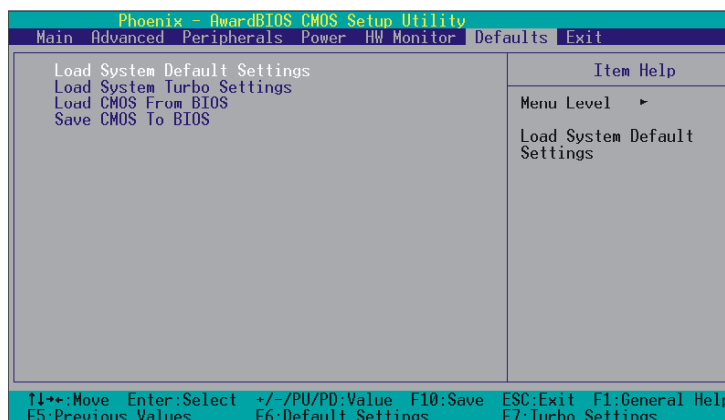 Phoenix - AwardBIOS CMOS Setup Utility
Main Advanced Peripherals Power HW Monitor Defaults Exit
Load System Default Settings
Load System Turbo Settings
Load CMOS From BIOS
Save CMOS To BIOS
Item Help
Menu Level ►
Load System Default
Settings
↑↓→←:Move Enter:Select +/-/PU/PD:Value F10:Save ESC:Exit F1:General Help
F5:Previous Values F6:Default Settings F7:Turbo Settings